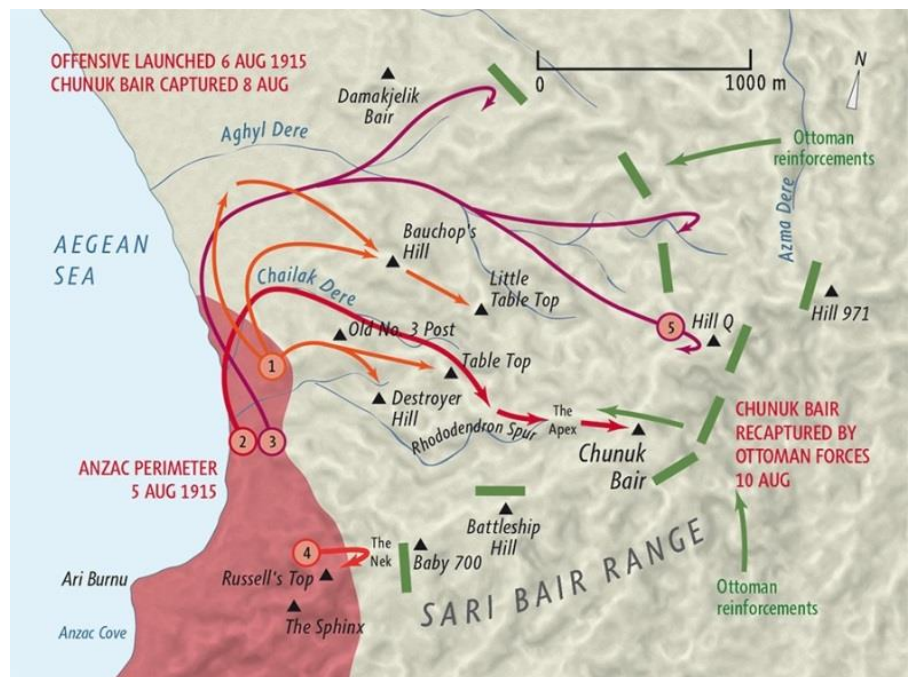 OFFENSIVE LAUNCHED 6 AUG 1915
CHUNUK BAIR CAPTURED 8 AUG
Damakjelik
Bair
0
1000 m
N
Aghyl Dere
Ottoman
reinforcements
Azma Dere
AEGEAN
SEA
Bauchop's
Hill
Chailak Dere
Little
Table Top
Old No. 3 Post
5
Hill Q
Hill 971
1
Table Top
Destroyer
Hill
Rhododendron Spur
The
Apex
Chunuk
Bair
CHUNUK BAIR
RECAPTURED BY
OTTOMAN FORCES
10 AUG
2
3
ANZAC PERIMETER
5 AUG 1915
Battleship
Hill
4
The
Nek
Baby 700
SARI BAIR RANGE
Ari Burnu
Russell's Top
Ottoman
reinforcements
The Sphinx
Anzac Cove